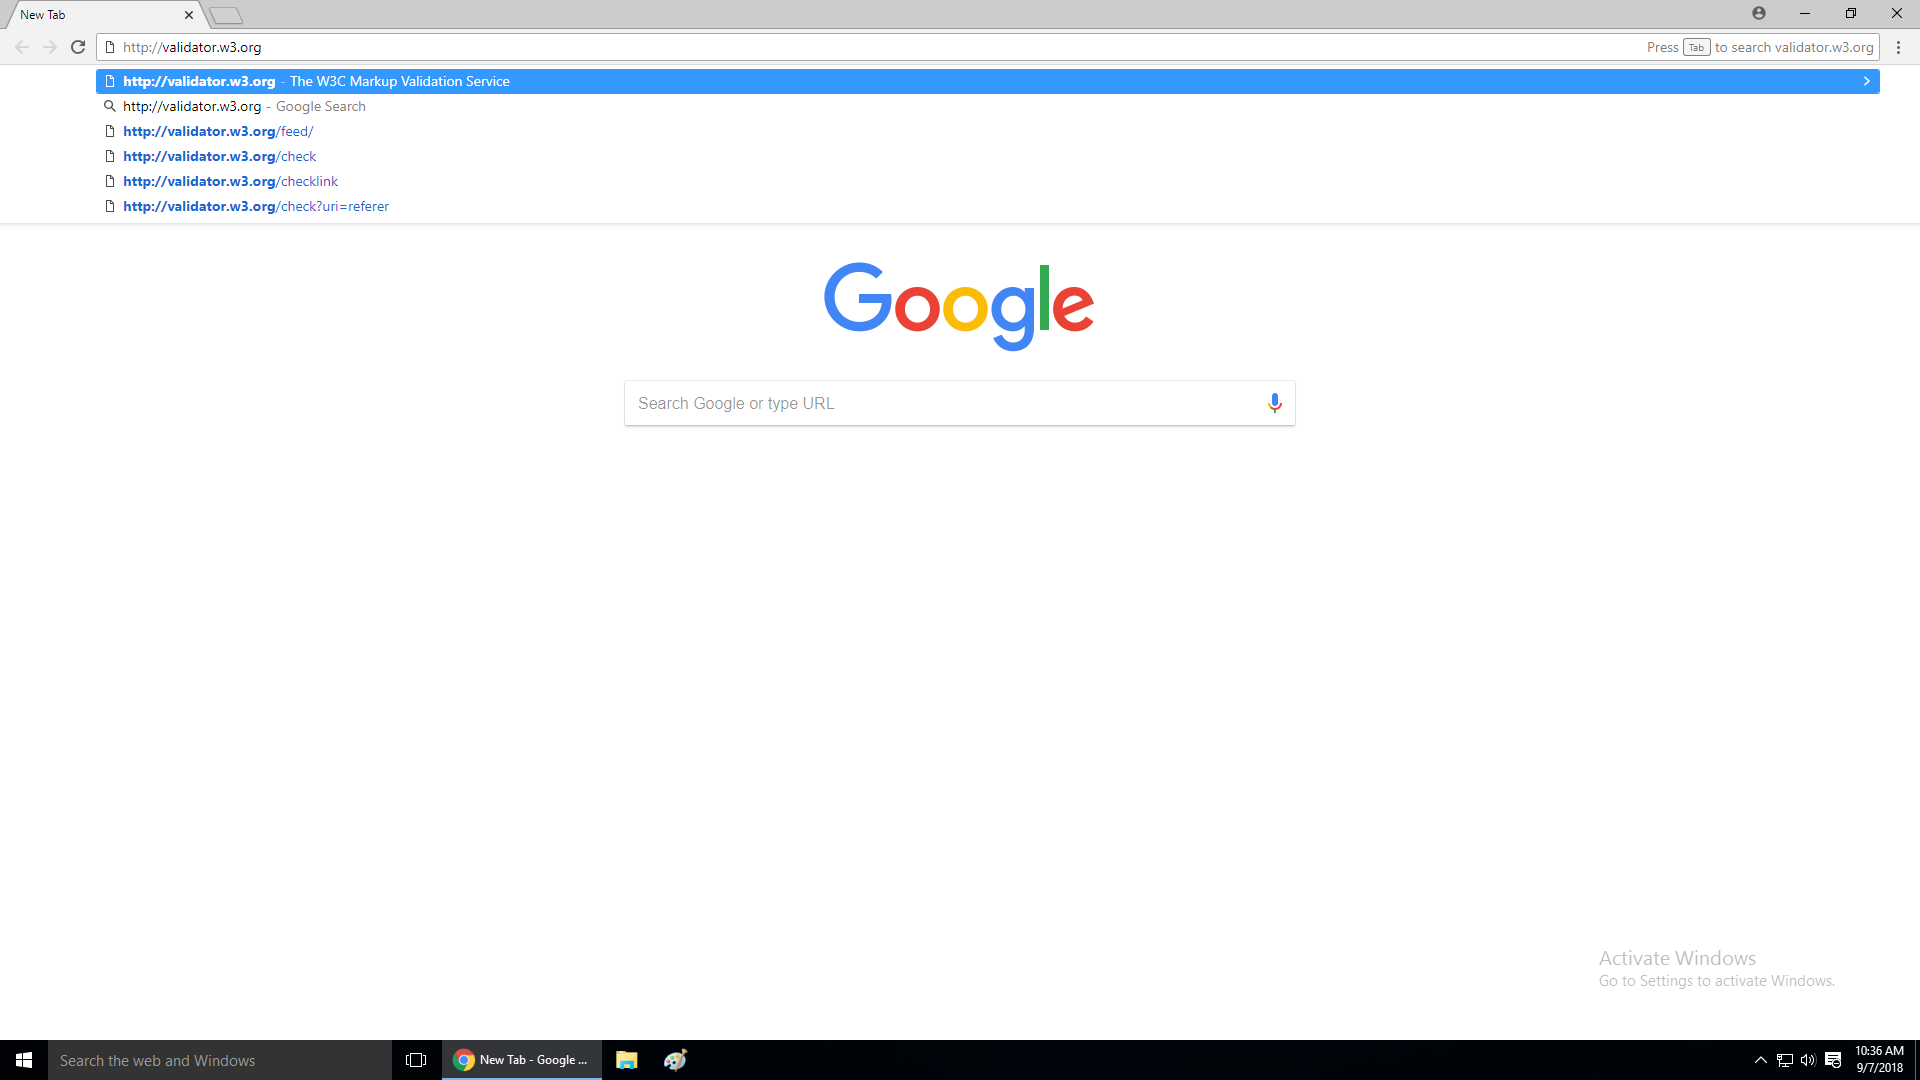 New Tab
http://validator.w3.org Press Tab to search validator.w3.org
http://validator.w3.org - The W3C Markup Validation Service
http://validator.w3.org - Google Search
http://validator.w3.org/feed/
http://validator.w3.org/check
http://validator.w3.org/checklink
http://validator.w3.org/check?uri=referer
Google
Search Google or type URL
Activate Windows
Go to Settings to activate Windows.
Search the web and Windows
New Tab - Google ...
10:36 AM
9/7/2018